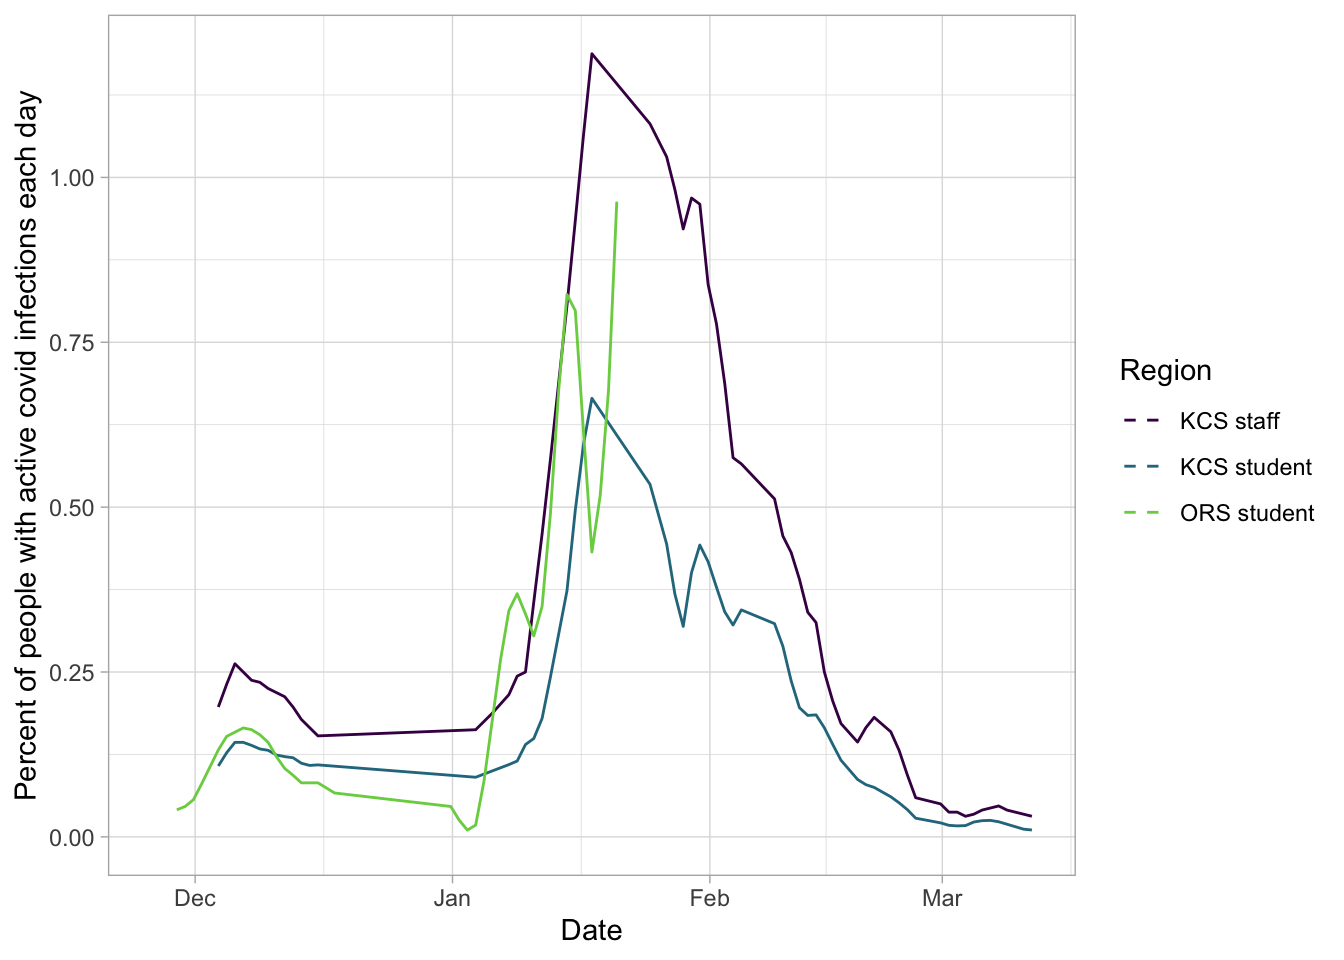 Percent of people with active covid infections each day
1.00
0.75
0.50
0.25
0.00
Dec Jan Feb Mar
Date
Region
KCS staff
KCS student
ORS student